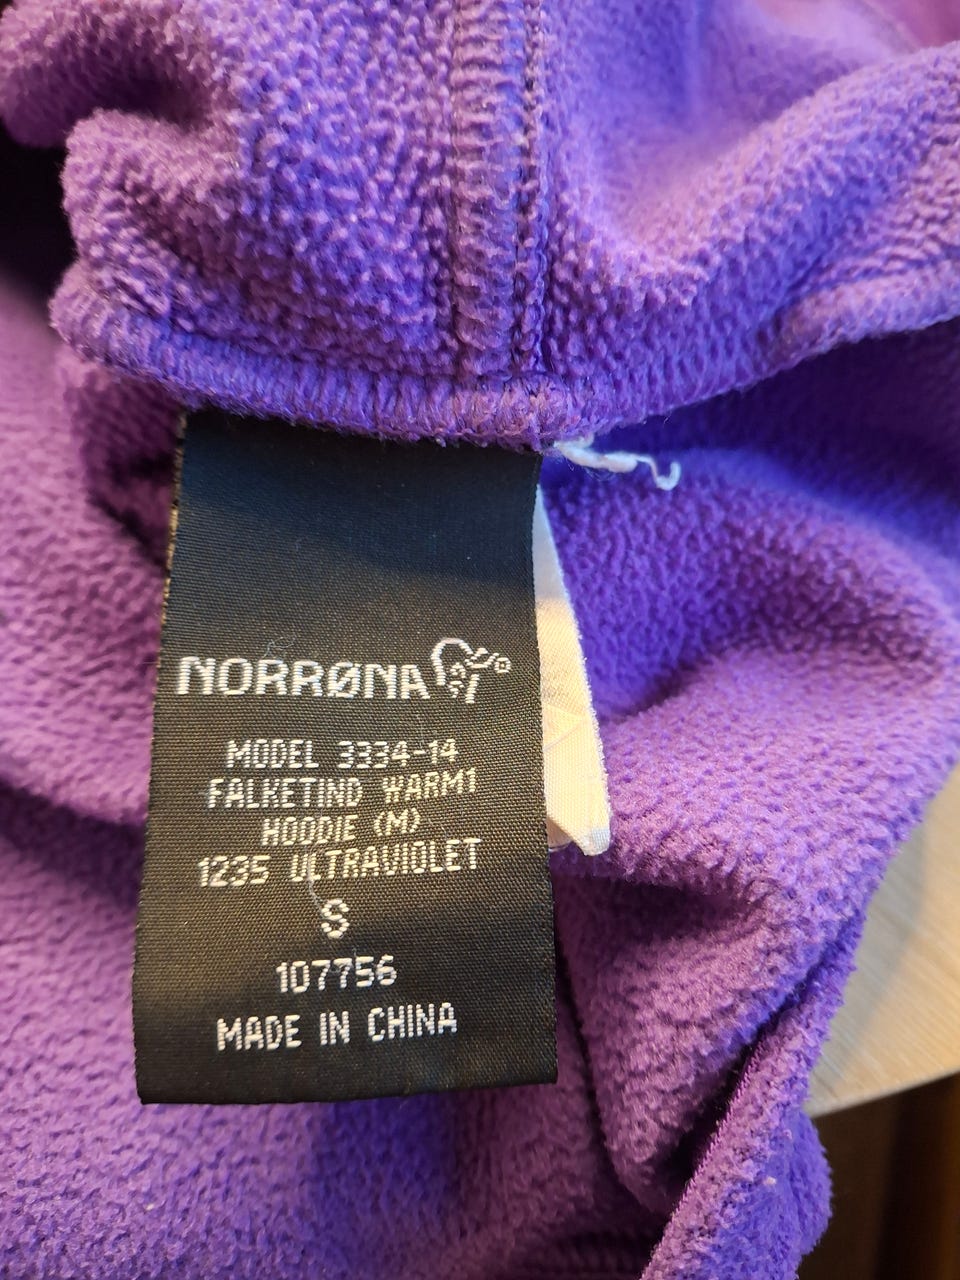 NORRØNA
MODEL 3334-14
FALKETIND WARM1
HOODIE (M)
1235 ULTRAVIOLET
S
107756
MADE IN CHINA